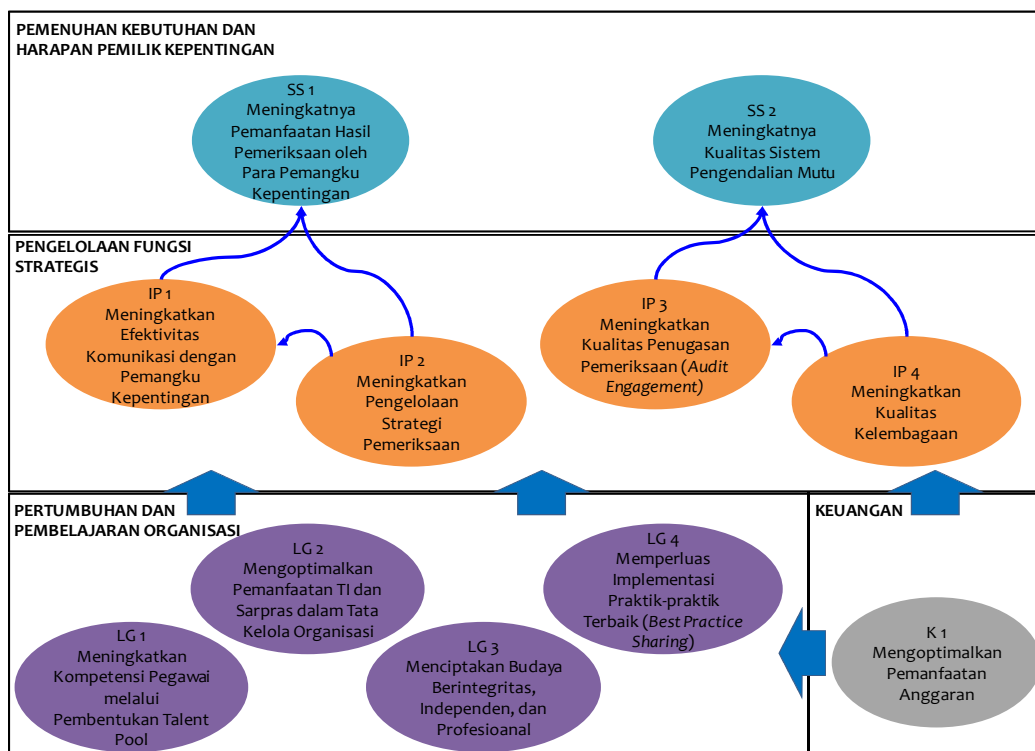 PEMENUHAN KEBUTUHAN DAN
HARAPAN PEMILIK KEPENTINGAN
SS 1
Meningkatnya
Pemanfaatan Hasil
Pemeriksaan oleh
Para Pemangku
Kepentingan
SS 2
Meningkatnya
Kualitas Sistem
Pengendalian Mutu
PENGELOLAAN FUNGSI
STRATEGIS
IP 1
Meningkatkan
Efektivitas
Komunikasi dengan
Pemangku
Kepentingan
IP 2
Meningkatkan
Pengelolaan
Strategi
Pemeriksaan
IP 3
Meningkatkan
Kualitas Penugasan
Pemeriksaan (Audit
Engagement)
IP 4
Meningkatkan
Kualitas
Kelembagaan
PERTUMBUHAN DAN
PEMBELAJARAN ORGANISASI
LG 1
Meningkatkan
Kompetensi Pegawai
melalui
Pembentukan Talent
Pool
LG 2
Mengoptimalkan
Pemanfaatan TI dan
Sarpras dalam Tata
Kelola Organisasi
LG 3
Menciptakan Budaya
Berintegritas,
Independen, dan
Profesioanal
LG 4
Memperluas
Implementasi
Praktik-praktik
Terbaik (Best Practice
Sharing)
KEUANGAN
K 1
Mengoptimalkan
Pemanfaatan
Anggaran